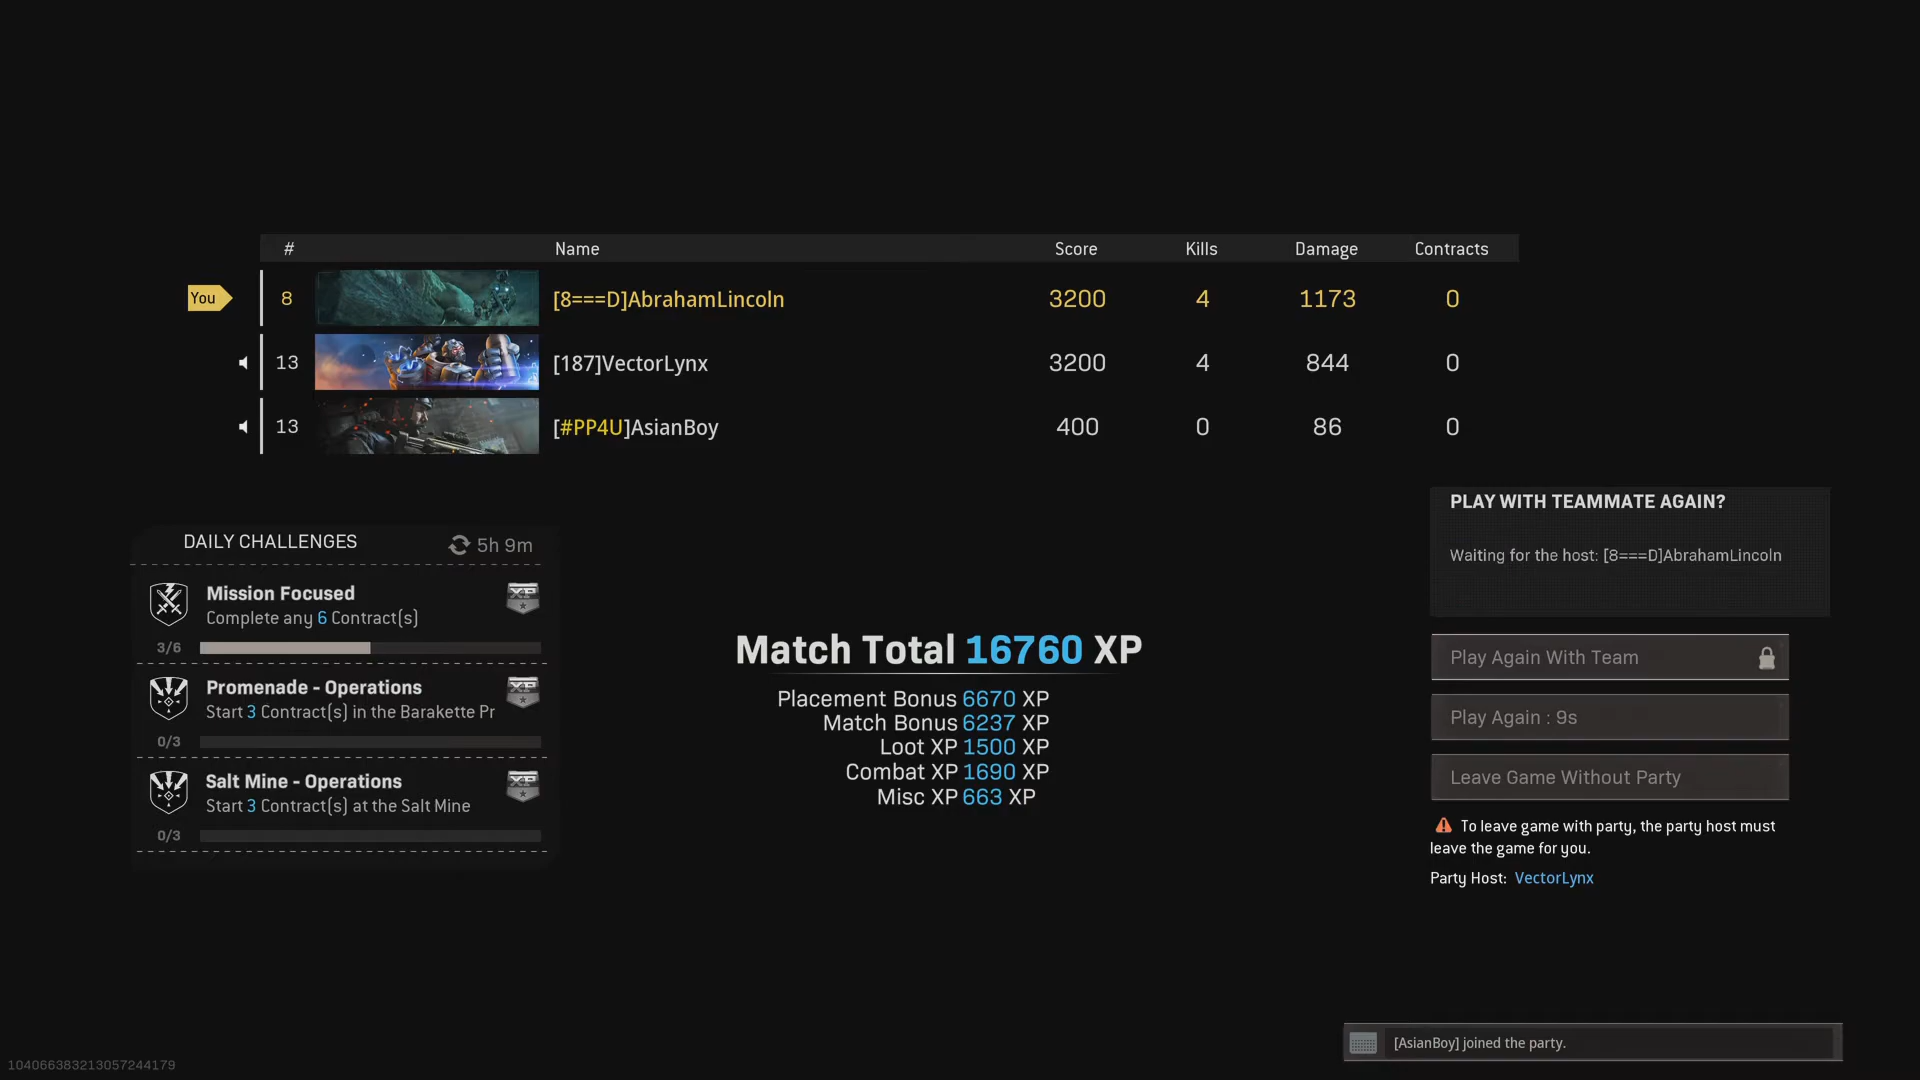 # Name Score Kills Damage Contracts
You 8 [8===D]AbrahamLincoln 3200 4 1173 0
13 [187]VectorLynx 3200 4 844 0
13 [#PP4U]AsianBoy 400 0 86 0
DAILY CHALLENGES 5h 9m
Mission Focused XP
Complete any 6 Contract(s)
3/6
Promenade - Operations XP
Start 3 Contract(s) in the Barakette Pr
0/3
Salt Mine - Operations XP
Start 3 Contract(s) at the Salt Mine
0/3
Match Total 16760 XP
Placement Bonus 6670 XP
Match Bonus 6237 XP
Loot XP 1500 XP
Combat XP 1690 XP
Misc XP 663 XP
PLAY WITH TEAMMATE AGAIN?
Waiting for the host: [8===D]AbrahamLincoln
Play Again With Team
Play Again : 9s
Leave Game Without Party
To leave game with party, the party host must
leave the game for you.
Party Host: VectorLynx
[AsianBoy] joined the party.
104066383213057244179